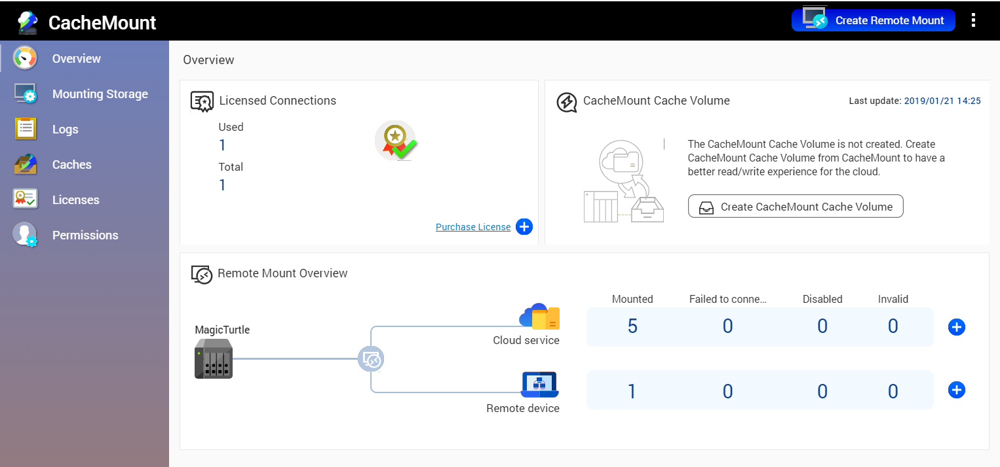 CacheMount
Create Remote Mount
Overview
Mounting Storage
Logs
Caches
Licenses
Permissions
Overview
Licensed Connections
Used
1
Total
1
Purchase License
CacheMount Cache Volume
Last update: 2019/01/21 14:25
The CacheMount Cache Volume is not created. Create
CacheMount Cache Volume from CacheMount to have a
better read/write experience for the cloud.
Create CacheMount Cache Volume
Remote Mount Overview
Mounted Failed to conne... Disabled Invalid
MagicTurtle
Cloud service
5 0 0 0
Remote device
1 0 0 0